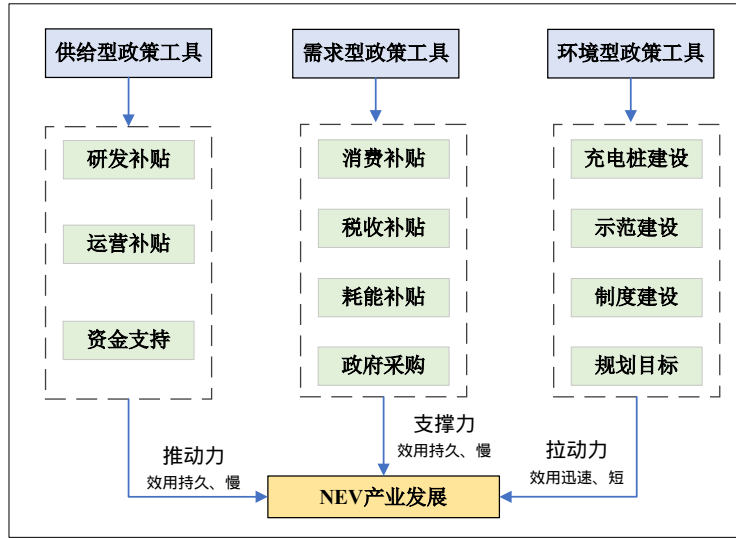 供给型政策工具
需求型政策工具
环境型政策工具
研发补贴
运营补贴
资金支持
消费补贴
税收补贴
耗能补贴
政府采购
充电桩建设
示范建设
制度建设
规划目标
推动力
效用持久、慢
支撑力
效用持久、慢
拉动力
效用迅速、短
NEV产业发展